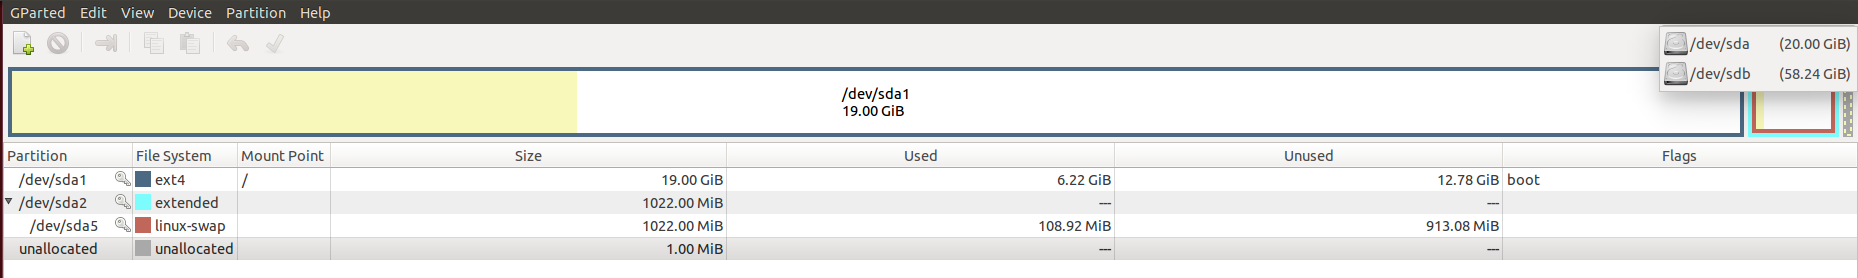 GParted Edit View Device Partition Help
/dev/sda (20.00 GiB)
/dev/sdb (58.24 GiB)
/dev/sda1
19.00 GiB
Partition File System Mount Point Size Used Unused Flags
/dev/sda1 ext4 / 19.00 GiB 6.22 GiB 12.78 GiB boot
/dev/sda2 extended 1022.00 MiB --- ---
/dev/sda5 linux-swap 1022.00 MiB 108.92 MiB 913.08 MiB
unallocated unallocated 1.00 MiB --- ---